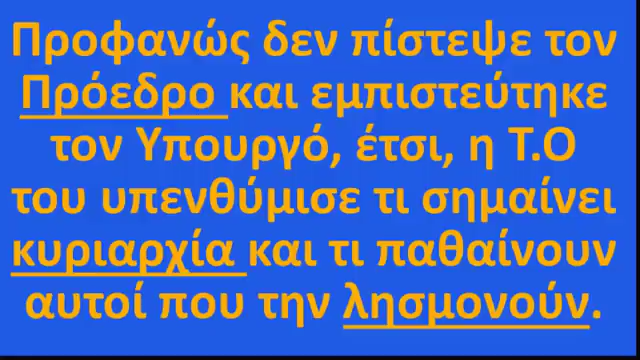 Προφανώς δεν πίστεψε τον
Πρόεδρο και εμπιστεύτηκε
τον Υπουργό, έτσι, η Τ.Ο
του υπενθύμισε τι σημαίνει
κυριαρχία και τι παθαίνουν
αυτοί που την λησμονούν.